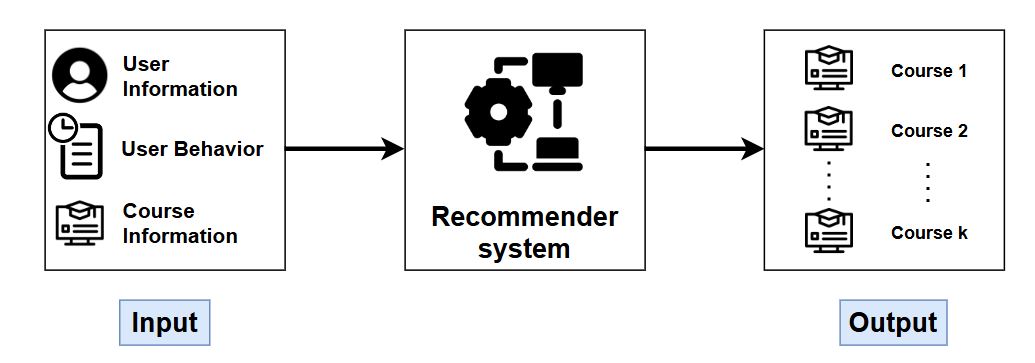 User
Information
User Behavior
Course
Information
Recommender
system
Course 1
Course 2
Course k
Input
Output